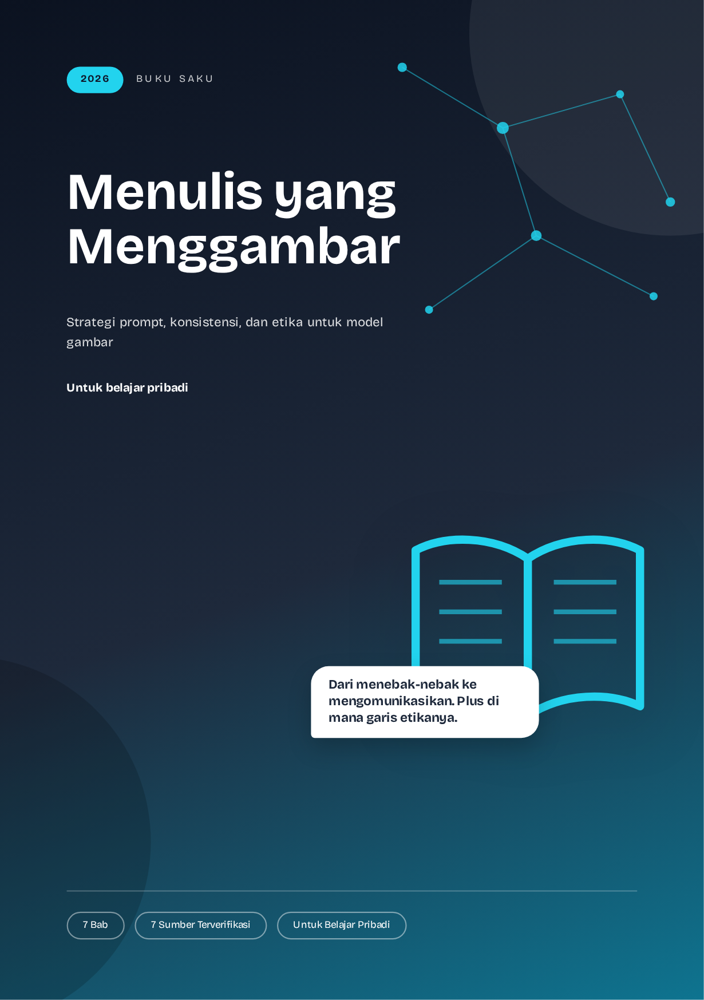 2026 BUKU SAKU
Menulis yang
Menggambar
Strategi prompt, konsistensi, dan etika untuk model
gambar
Untuk belajar pribadi
Dari menebak-nebak ke
mengomunikasikan. Plus di
mana garis etikanya.
7 Bab 7 Sumber Terverifikasi Untuk Belajar Pribadi